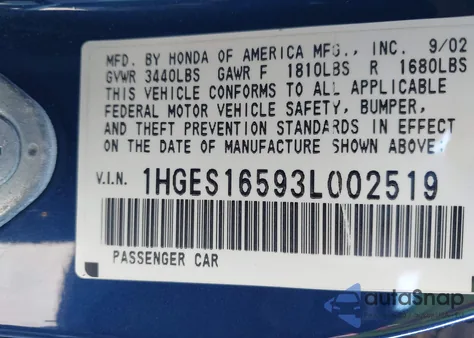 MFD. BY HONDA OF AMERICA MFG., INC. 9/02
GVWR 3440LBS GAWR F 1810LBS R 1680LBS
THIS VEHICLE CONFORMS TO ALL APPLICABLE
FEDERAL MOTOR VEHICLE SAFETY, BUMPER,
AND THEFT PREVENTION STANDARDS IN EFFECT
ON THE DATE OF MANUFACTURE SHOWN ABOVE.
V.I.N. 1HGES16593L002519
PASSENGER CAR
autoSnap